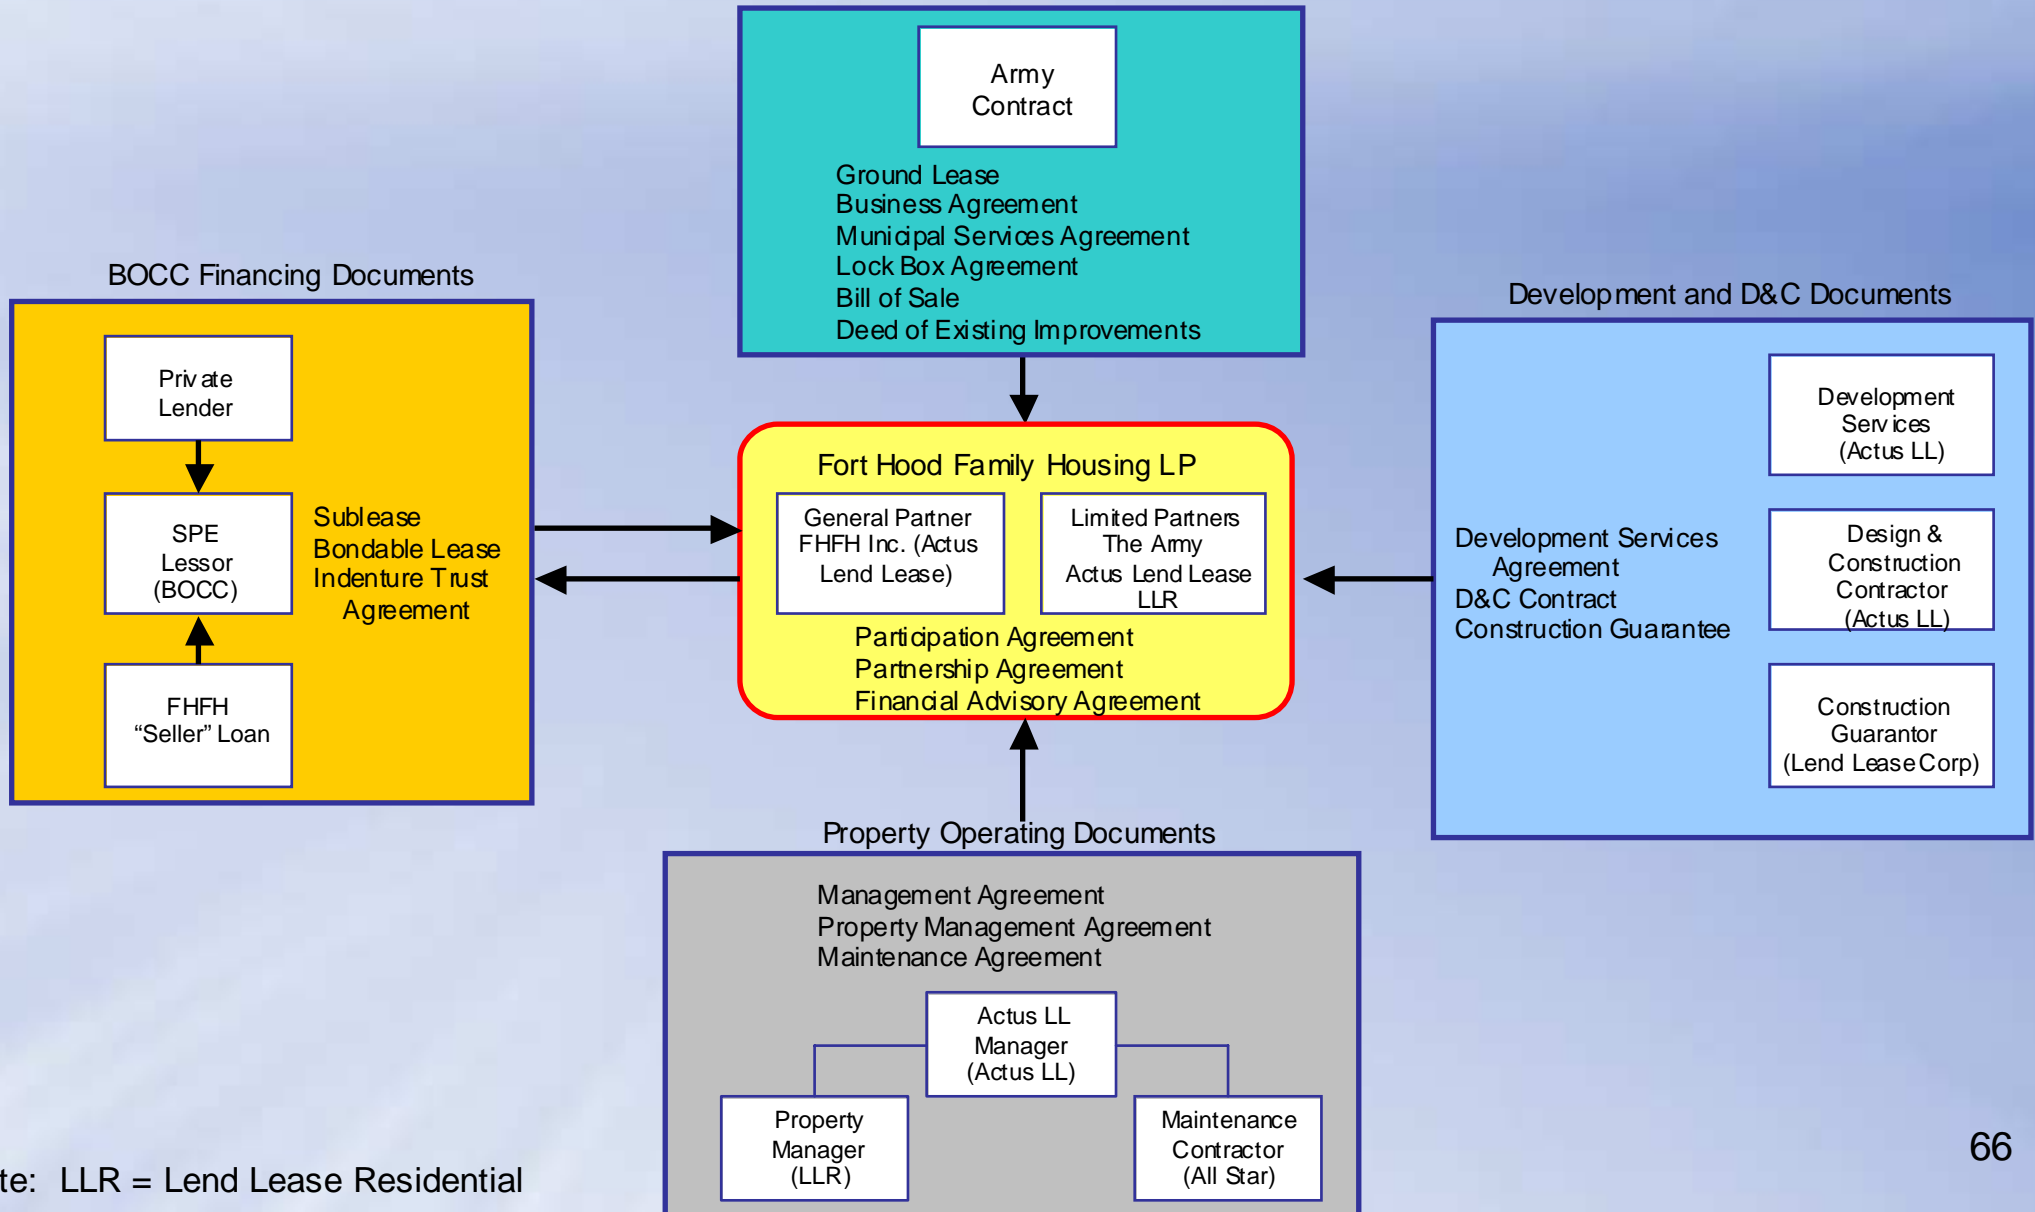 Army
Contract
Ground Lease
Business Agreement
Municipal Services Agreement
Lock Box Agreement
Bill of Sale
Deed of Existing Improvements
BOCC Financing Documents
Private
Lender
SPE
Lessor
(BOCC)
FHFH
“Seller” Loan
Sublease
Bondable Lease
Indenture Trust
Agreement
Fort Hood Family Housing LP
General Partner
FHFH Inc. (Actus
Lend Lease)
Limited Partners
The Army
Actus Lend Lease
LLR
Participation Agreement
Partnership Agreement
Financial Advisory Agreement
Development and D&C Documents
Development Services
Agreement
D&C Contract
Construction Guarantee
Development
Services
(Actus LL)
Design &
Construction
Contractor
(Actus LL)
Construction
Guarantor
(Lend Lease Corp)
Property Operating Documents
Management Agreement
Property Management Agreement
Maintenance Agreement
Actus LL
Manager
(Actus LL)
Property
Manager
(LLR)
Maintenance
Contractor
(All Star)
te: LLR = Lend Lease Residential
66